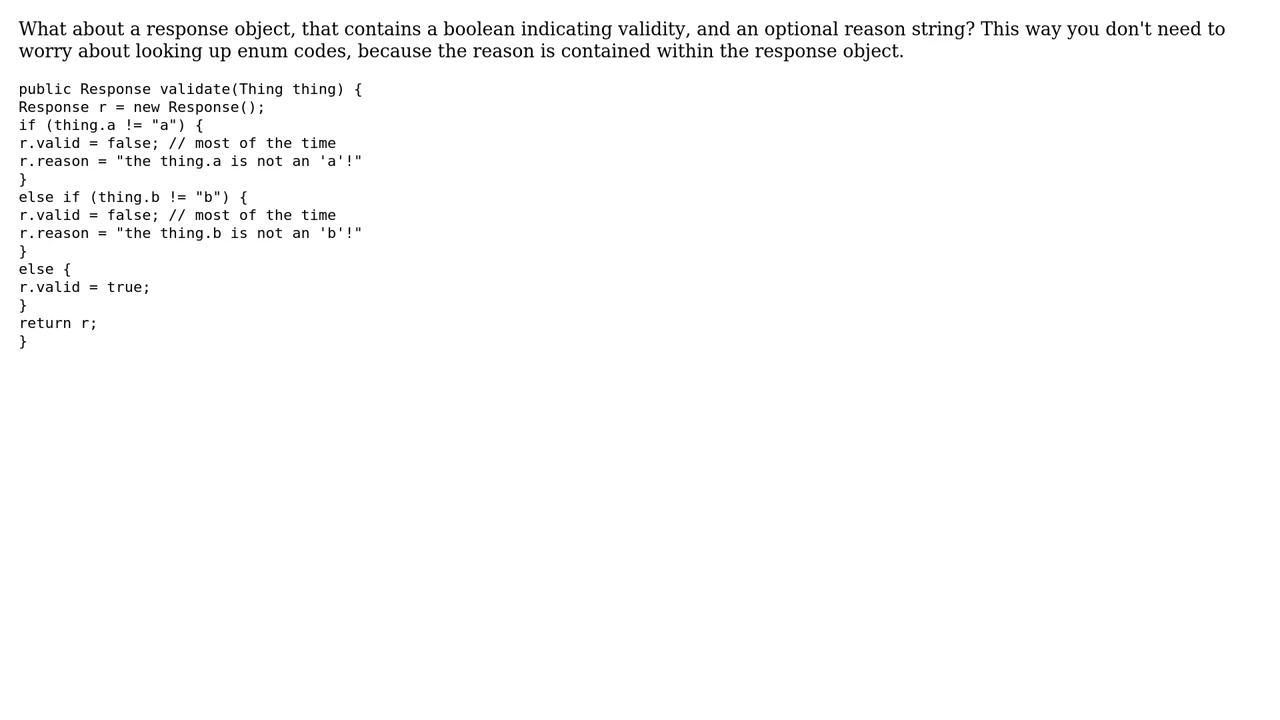 What about a response object, that contains a boolean indicating validity, and an optional reason string? This way you don't need to
worry about looking up enum codes, because the reason is contained within the response object.
public Response validate(Thing thing) {
Response r = new Response();
if (thing.a != "a") {
r.valid = false; // most of the time
r.reason = "the thing.a is not an 'a'!"
}
else if (thing.b != "b") {
r.valid = false; // most of the time
r.reason = "the thing.b is not an 'b'!"
}
else {
r.valid = true;
}
return r;
}